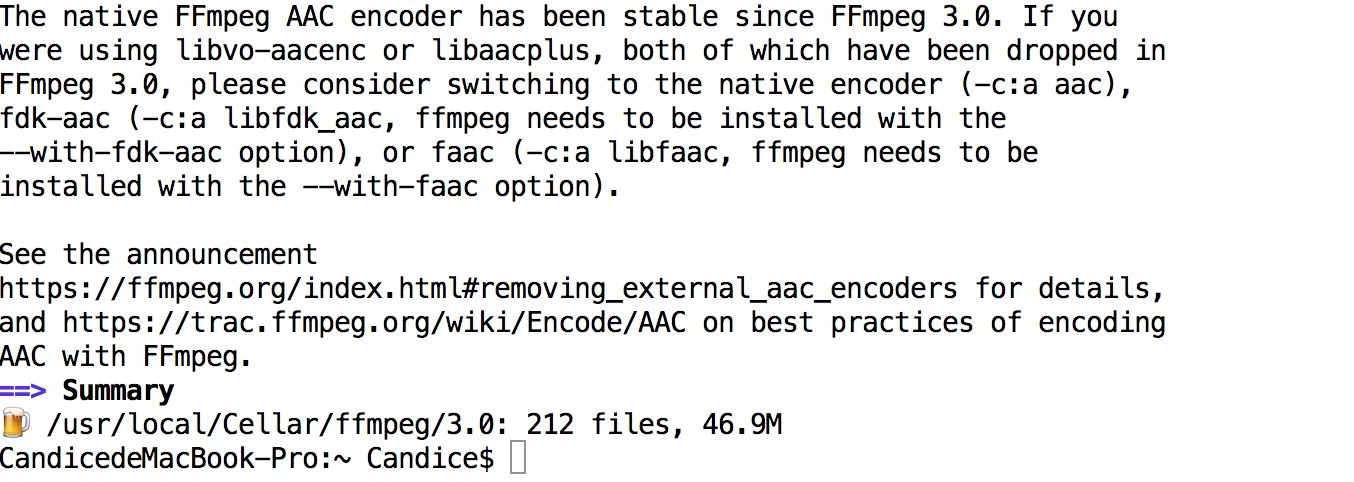 The native FFmpeg AAC encoder has been stable since FFmpeg 3.0. If you
were using libvo-aacenc or libaacplus, both of which have been dropped in
FFmpeg 3.0, please consider switching to the native encoder (-c:a aac),
fdk-aac (-c:a libfdk_aac, ffmpeg needs to be installed with the
--with-fdk-aac option), or faac (-c:a libfaac, ffmpeg needs to be
installed with the --with-faac option).
See the announcement
https://ffmpeg.org/index.html#removing_external_aac_encoders for details,
and https://trac.ffmpeg.org/wiki/Encode/AAC on best practices of encoding
AAC with FFmpeg.
==> Summary
🍺 /usr/local/Cellar/ffmpeg/3.0: 212 files, 46.9M
CandicedeMacBook-Pro:~ Candice$